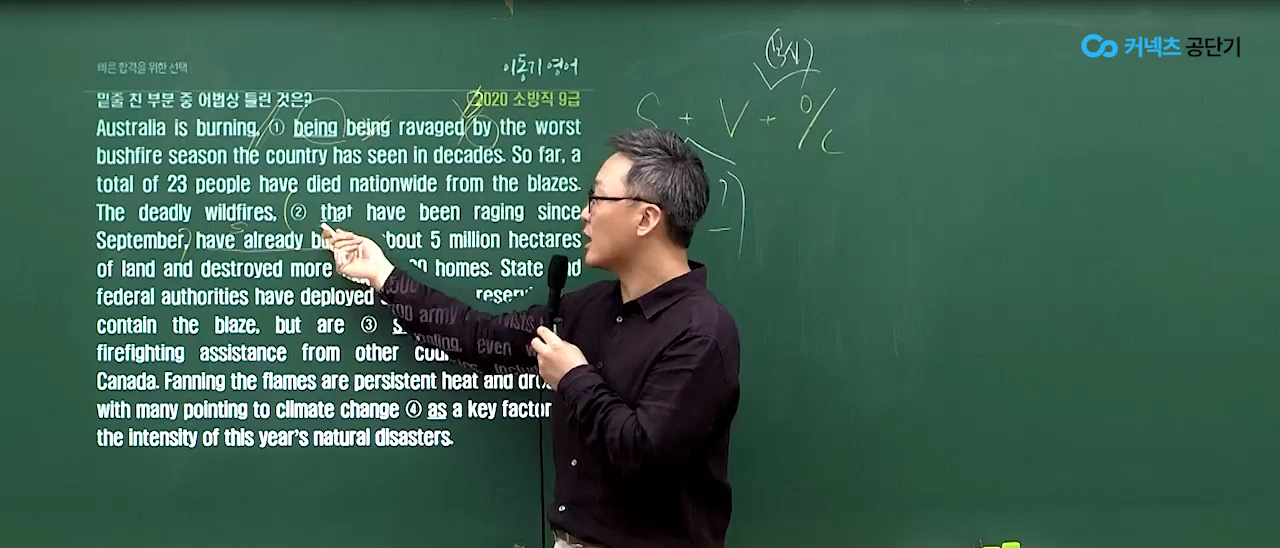 빠른 합격을 위한 선택
이동기 영어
밑줄 친 부분 중 어법상 틀린 것은?
2020 소방직 9급
Australia is burning, ① being being ravaged by the worst
bushfire season the country has seen in decades. So far, a
total of 23 people have died nationwide from the blazes.
The deadly wildfires, ② that have been raging since
September, have already about 5 million hectares
of land and destroyed more homes. State and
federal authorities have deployed
contain the blaze, but are ③
firefighting assistance from other
Canada. Fanning the flames are persistent heat and
with many pointing to climate change ④ as a key factor
the intensity of this year's natural disasters.
S + V + O/C
커넥츠 공단기